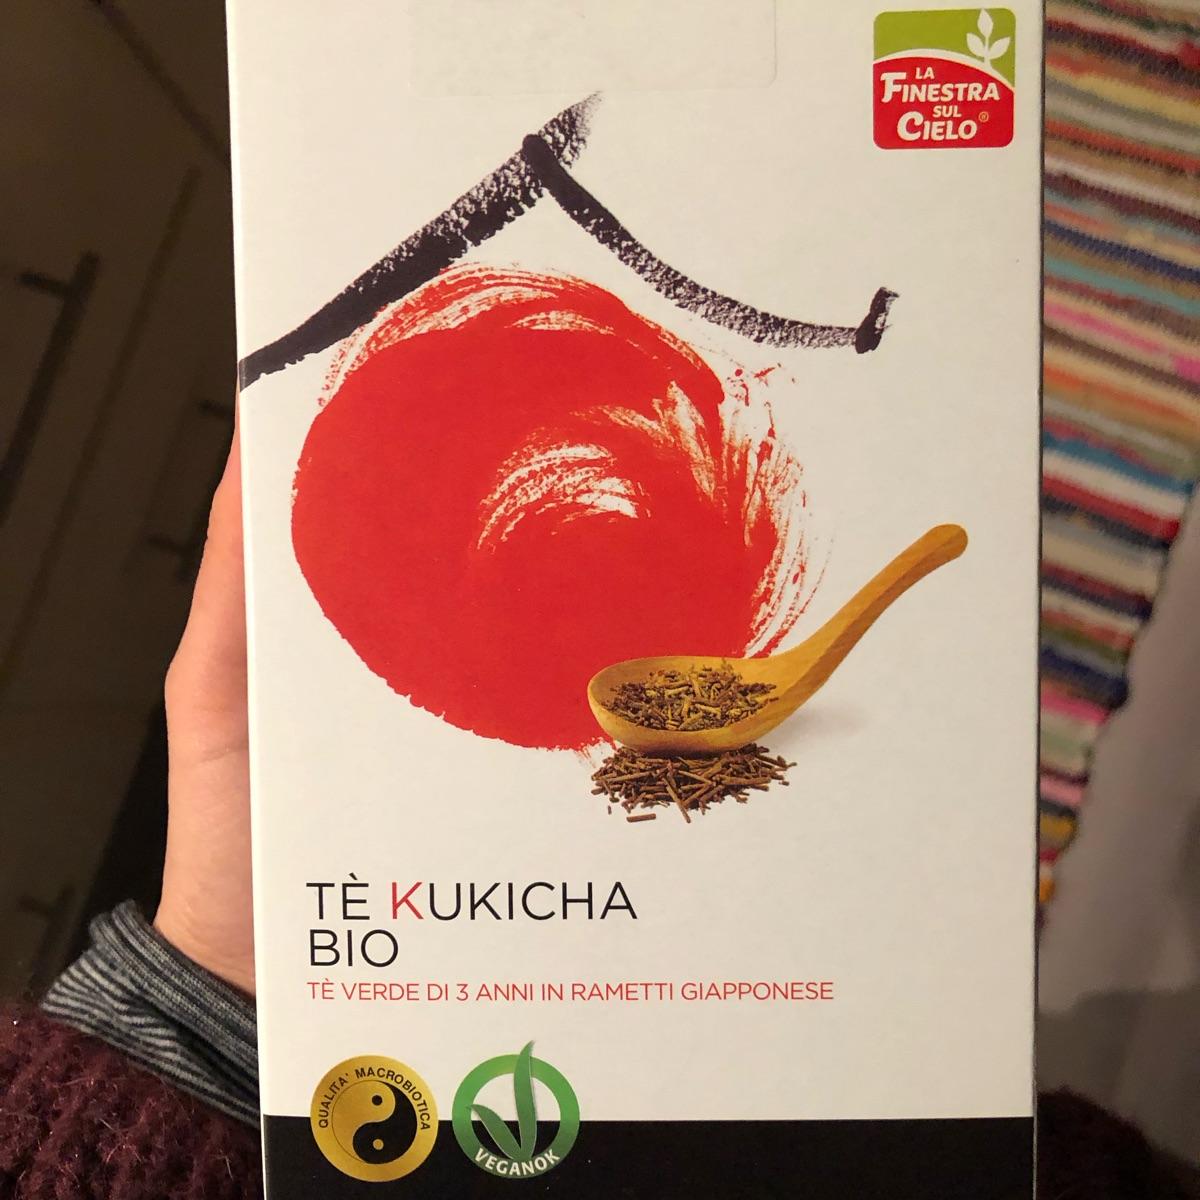 LA
FINESTRA
SUL
CIELO®
TÈ KUKICHA
BIO
TÈ VERDE DI 3 ANNI IN RAMETTI GIAPPONESE
QUALITA' MACROBIOTICA
VEGANOK